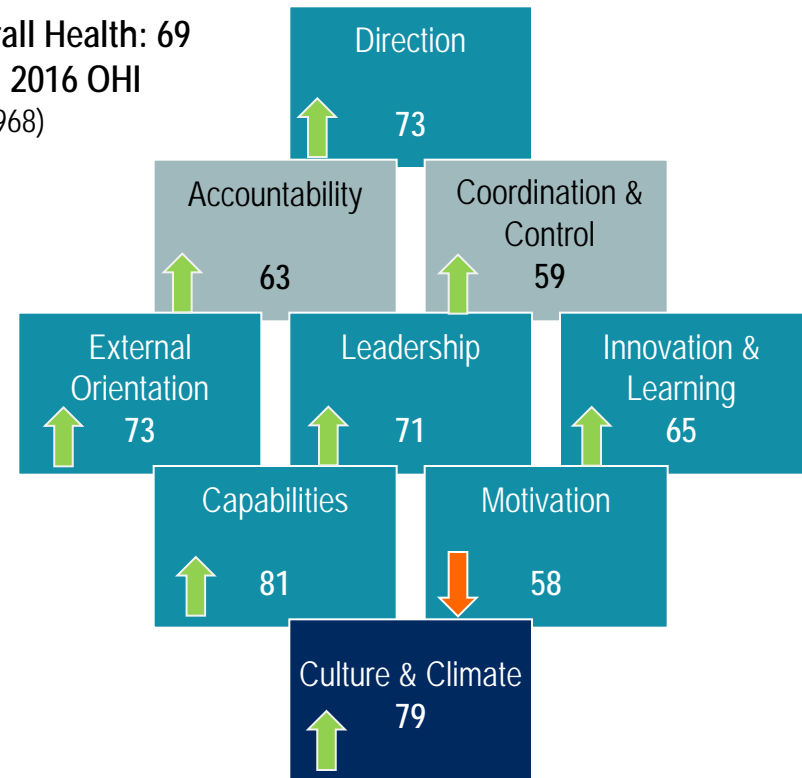 rall Health: 69
2016 OHI
968)
Direction
73
Accountability
63
Coordination &
Control
59
External
Orientation
73
Leadership
71
Innovation &
Learning
65
Capabilities
81
Motivation
58
Culture & Climate
79